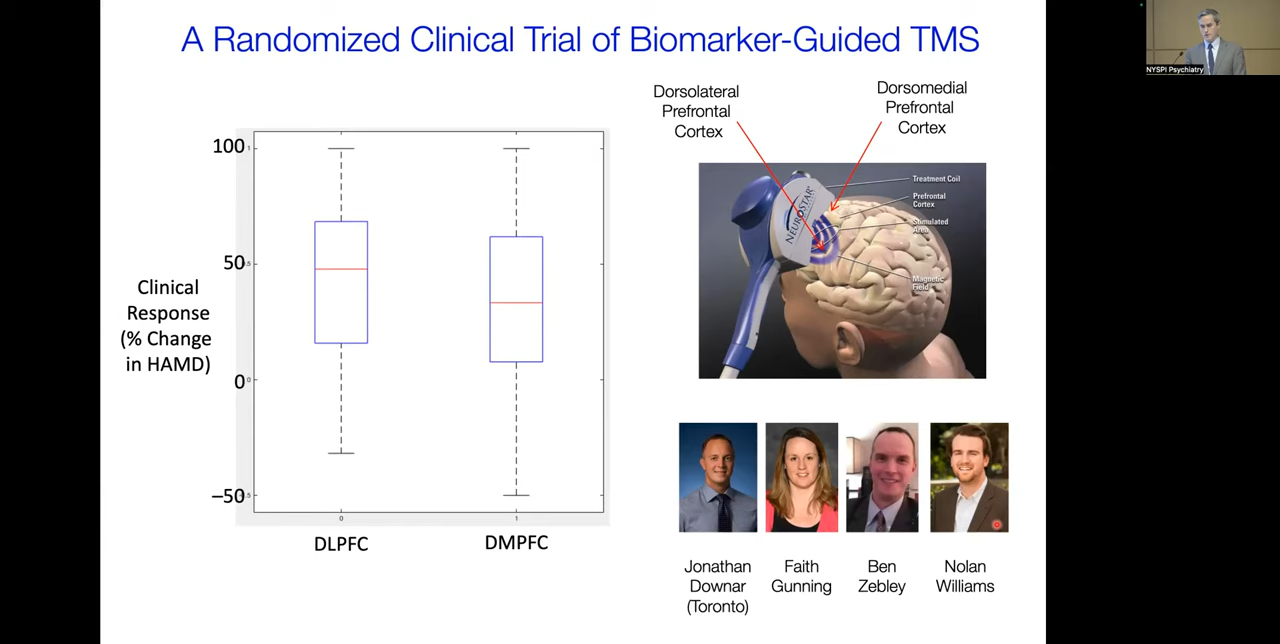 A Randomized Clinical Trial of Biomarker-Guided TMS
NYSPI Psychiatry
Dorsolateral
Prefrontal
Cortex
Dorsomedial
Prefrontal
Cortex
100
50
0
–50
Clinical
Response
(% Change
in HAMD)
0
1
DLPFC
DMPFC
NEUROSTAR
Treatment Coil
Prefrontal
Cortex
Stimulated
Area
Magnetic
Field
Jonathan
Downar
(Toronto)
Faith
Gunning
Ben
Zebley
Nolan
Williams